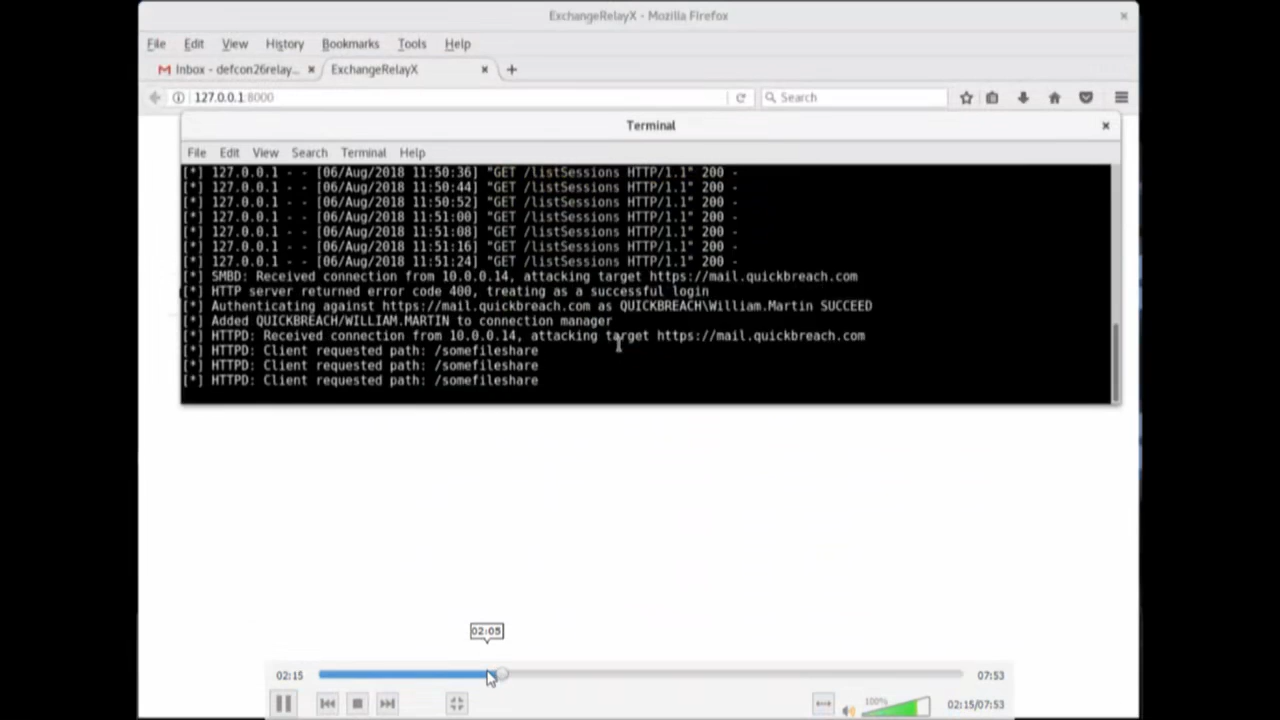 ExchangeRelayX - Mozilla Firefox
File Edit View History Bookmarks Tools Help
Inbox - defcon26relay... ExchangeRelayX
127.0.0.1:8000 Search
Terminal
File Edit View Search Terminal Help
[*] 127.0.0.1 - - [06/Aug/2018 11:50:36] "GET /listSessions HTTP/1.1" 200 -
[*] 127.0.0.1 - - [06/Aug/2018 11:50:44] "GET /listSessions HTTP/1.1" 200 -
[*] 127.0.0.1 - - [06/Aug/2018 11:50:52] "GET /listSessions HTTP/1.1" 200 -
[*] 127.0.0.1 - - [06/Aug/2018 11:51:00] "GET /listSessions HTTP/1.1" 200 -
[*] 127.0.0.1 - - [06/Aug/2018 11:51:08] "GET /listSessions HTTP/1.1" 200 -
[*] 127.0.0.1 - - [06/Aug/2018 11:51:16] "GET /listSessions HTTP/1.1" 200 -
[*] 127.0.0.1 - - [06/Aug/2018 11:51:24] "GET /listSessions HTTP/1.1" 200 -
[*] SMBD: Received connection from 10.0.0.14, attacking target https://mail.quickbreach.com
[*] HTTP server returned error code 400, treating as a successful login
[*] Authenticating against https://mail.quickbreach.com as QUICKBREACH\William.Martin SUCCEED
[*] Added QUICKBREACH/WILLIAM.MARTIN to connection manager
[*] HTTPD: Received connection from 10.0.0.14, attacking target https://mail.quickbreach.com
[*] HTTPD: Client requested path: /somefileshare
[*] HTTPD: Client requested path: /somefileshare
[*] HTTPD: Client requested path: /somefileshare
02:05
02:15 07:53
100% 02:15/07:53